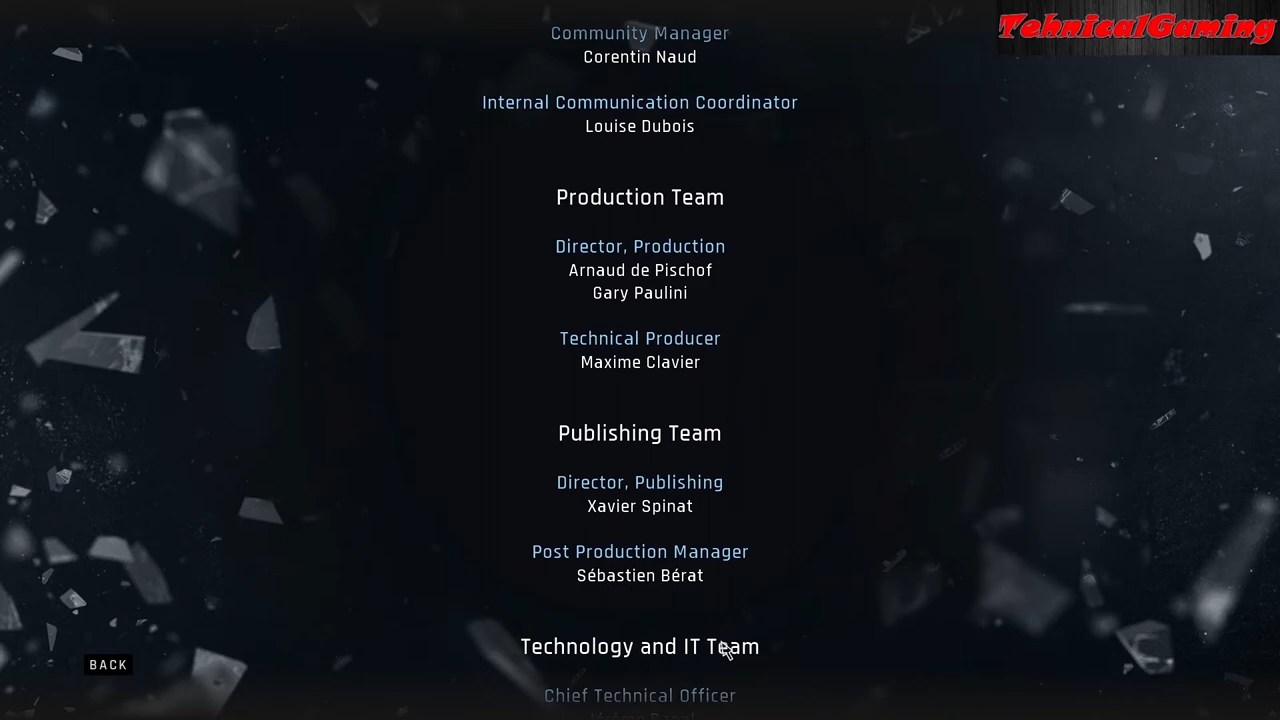 TehnicalGaming
Community Manager
Corentin Naud
Internal Communication Coordinator
Louise Dubois
Production Team
Director, Production
Arnaud de Pischof
Gary Paulini
Technical Producer
Maxime Clavier
Publishing Team
Director, Publishing
Xavier Spinat
Post Production Manager
Sébastien Bérat
Technology and IT Team
BACK
Chief Technical Officer